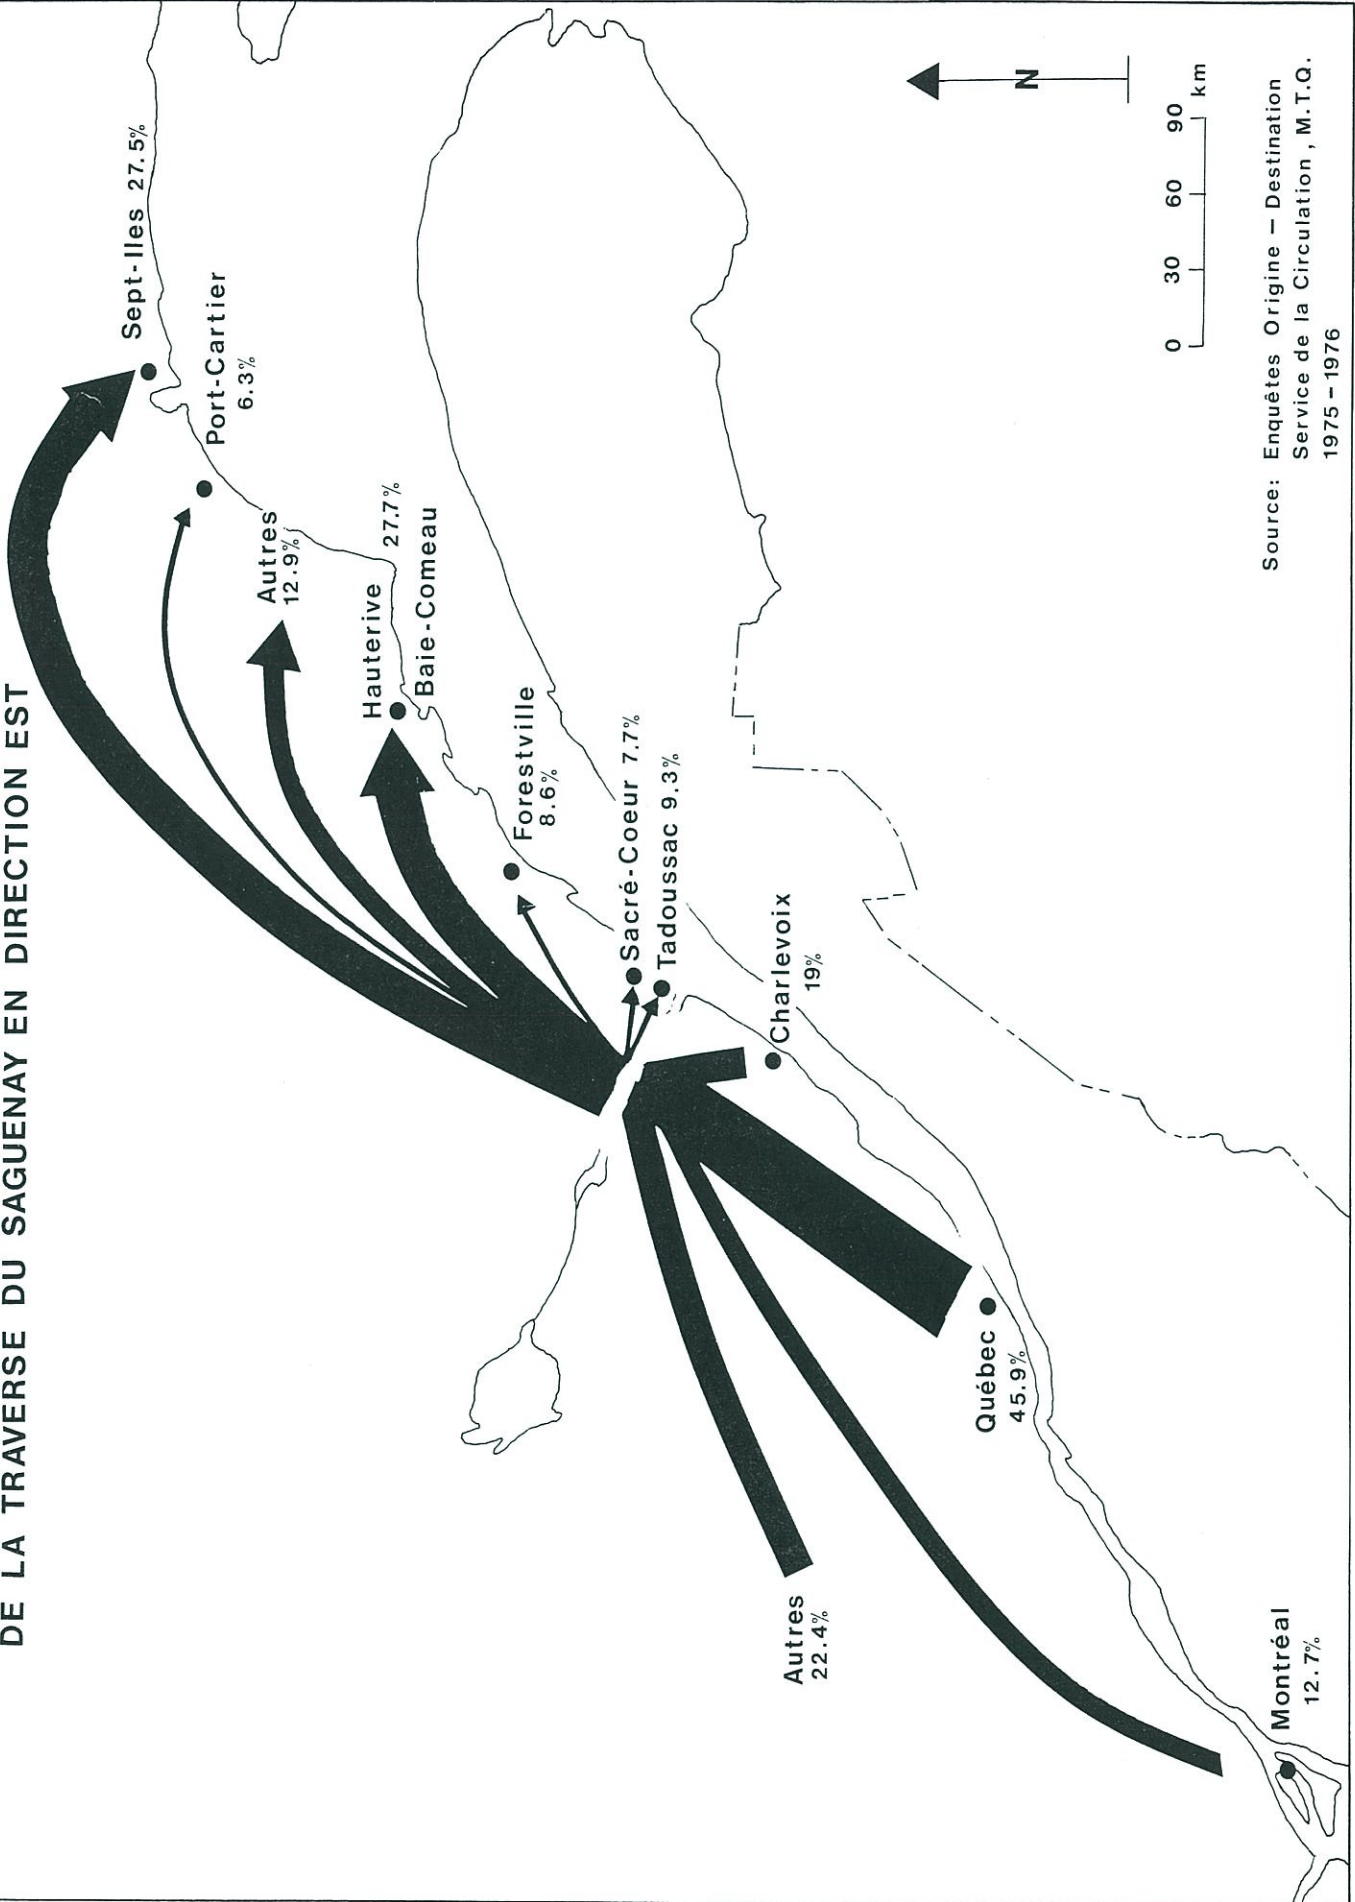 DE LA TRAVERSE DU SAGUENAY EN DIRECTION EST
Sept-Iles 27.5%
Port-Cartier
6.3%
Autres
12.9%
Hauterive
27.7%
Baie-Comeau
Forestville
8.6%
Sacré-Coeur 7.7%
Tadoussac 9.3%
Charlevoix
19%
Québec
45.9%
Autres
22.4%
Montréal
12.7%
N
0 30 60 90
km
Source: Enquêtes Origine – Destination
Service de la Circulation, M.T.Q.
1975–1976